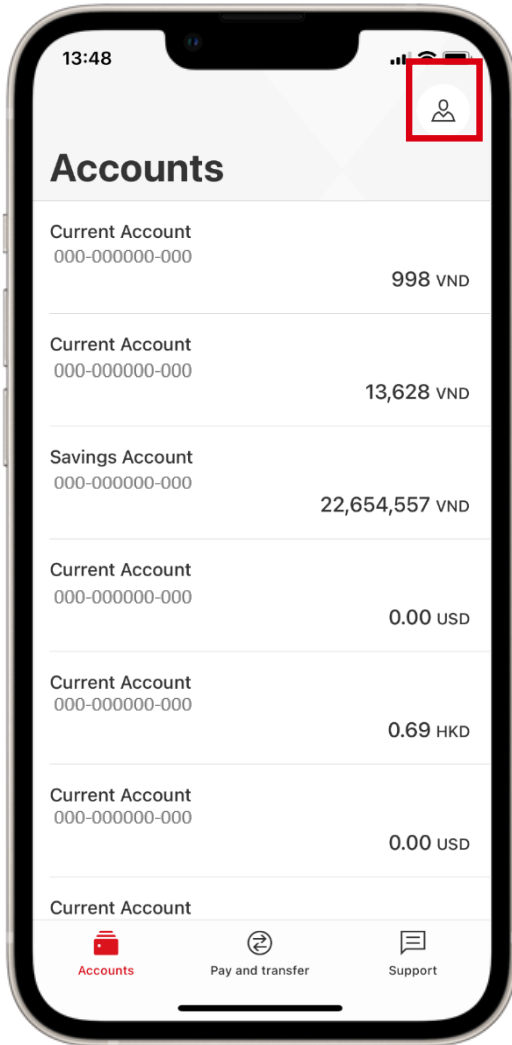 13:48
Accounts
Current Account
000-000000-000
998 VND
Current Account
000-000000-000
13,628 VND
Savings Account
000-000000-000
22,654,557 VND
Current Account
000-000000-000
0.00 USD
Current Account
000-000000-000
0.69 HKD
Current Account
000-000000-000
0.00 USD
Current Account
Accounts
Pay and transfer
Support